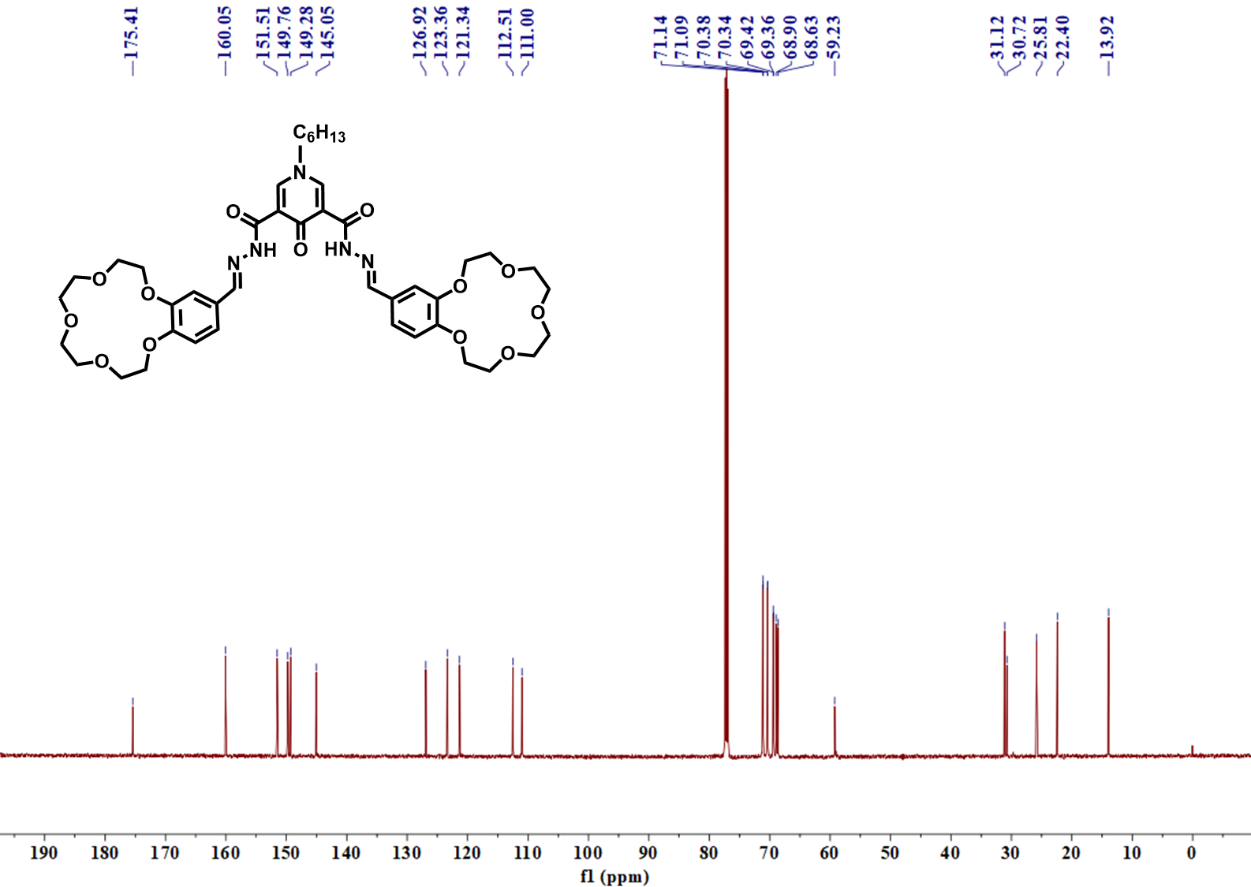 175.41
160.05
151.51
149.76
149.28
145.05
126.92
123.36
121.34
112.51
111.00
71.14
71.09
70.38
70.34
69.42
69.36
68.90
68.63
59.23
31.12
30.72
25.81
22.40
13.92
C6H13
N
O
O
O
NH
HN
N
N
O
O
O
O
O
O
O
O
O
O
190 180 170 160 150 140 130 120 110 100 90 80 70 60 50 40 30 20 10 0
f1 (ppm)